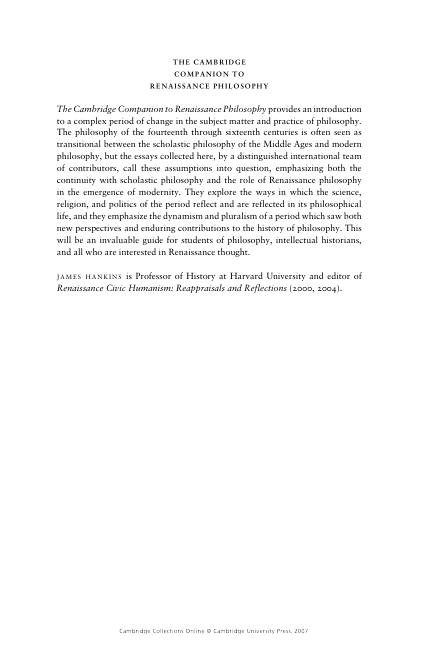 THE CAMBRIDGE
COMPANION TO
RENAISSANCE PHILOSOPHY
The Cambridge Companion to Renaissance Philosophy provides an introduction
to a complex period of change in the subject matter and practice of philosophy.
The philosophy of the fourteenth through sixteenth centuries is often seen as
transitional between the scholastic philosophy of the Middle Ages and modern
philosophy, but the essays collected here, by a distinguished international team
of contributors, call these assumptions into question, emphasizing both the
continuity with scholastic philosophy and the role of Renaissance philosophy
in the emergence of modernity. They explore the ways in which the science,
religion, and politics of the period reflect and are reflected in its philosophical
life, and they emphasize the dynamism and pluralism of a period which saw both
new perspectives and enduring contributions to the history of philosophy. This
will be an invaluable guide for students of philosophy, intellectual historians,
and all who are interested in Renaissance thought.
JAMES HANKINS is Professor of History at Harvard University and editor of
Renaissance Civic Humanism: Reappraisals and Reflections (2000, 2004).
Cambridge Collections Online © Cambridge University Press, 2007